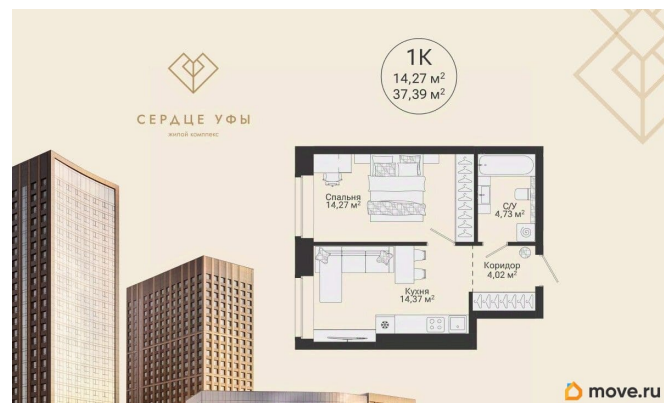 СЕРДЦЕ УФЫ
жилой комплекс
1К
14,27 м²
37,39 м²
Спальня
14,27 м²
С/У
4,73 м²
Коридор
4,02 м²
Кухня
14,37 м²
move.ru